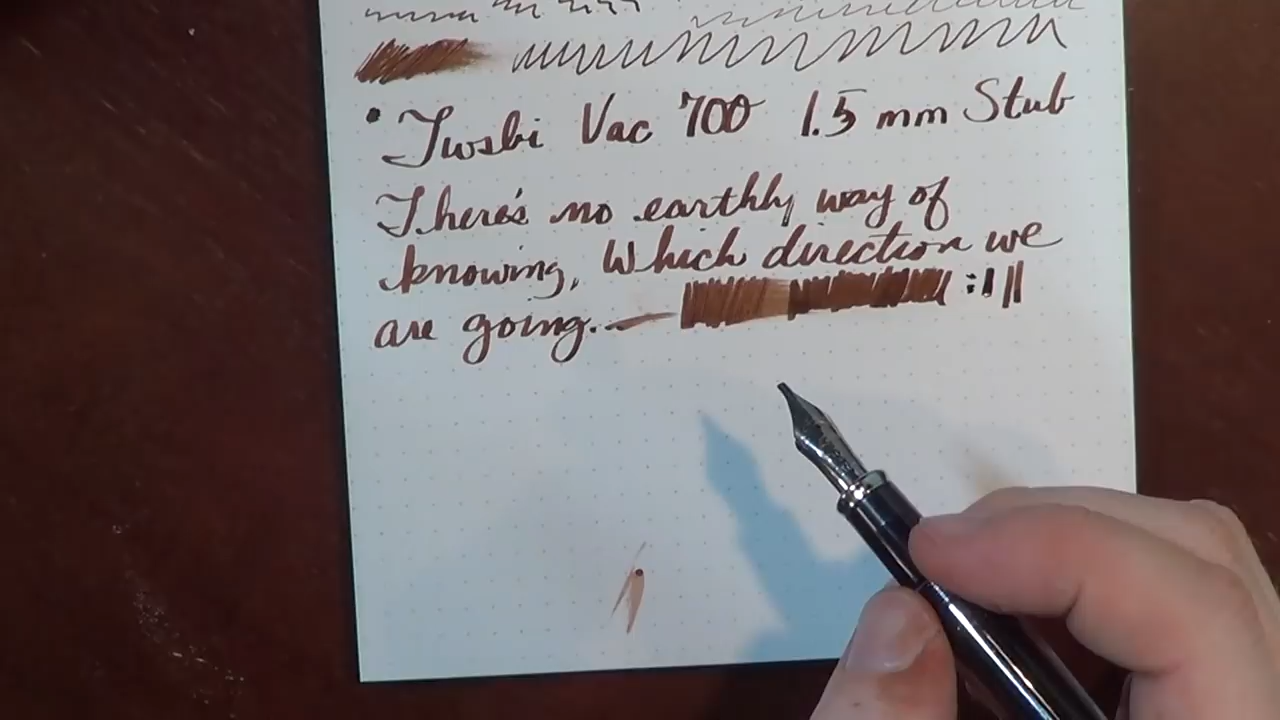 • Twsbi Vac 700 1.5 mm Stub
There's no earthly way of
knowing, Which direction we
are going.